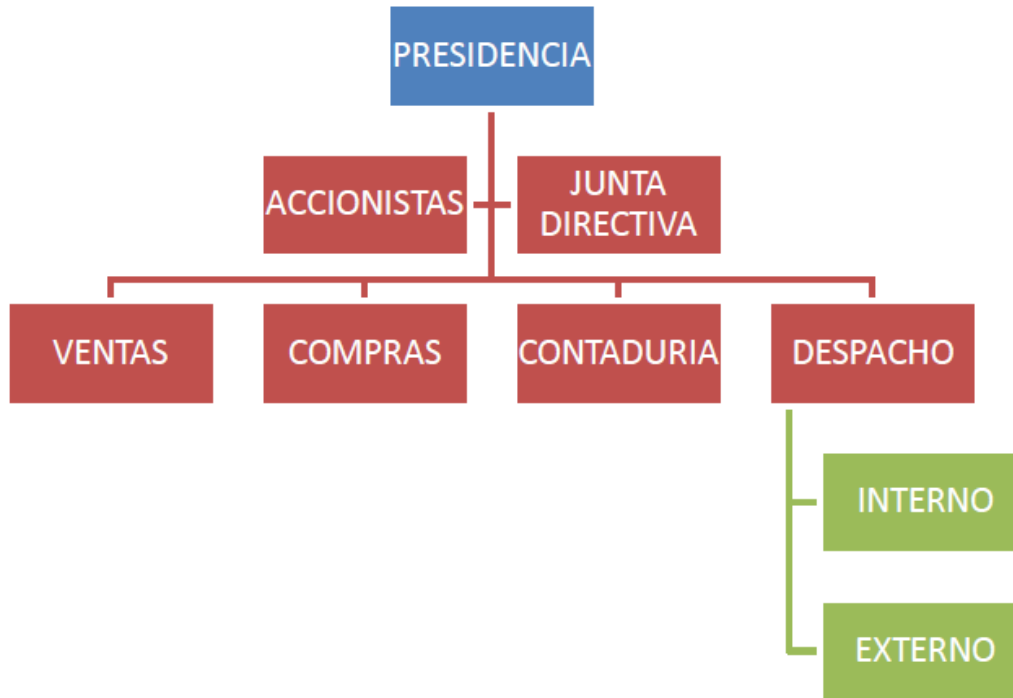 PRESIDENCIA
ACCIONISTAS
JUNTA
DIRECTIVA
VENTAS
COMPRAS
CONTADURIA
DESPACHO
INTERNO
EXTERNO